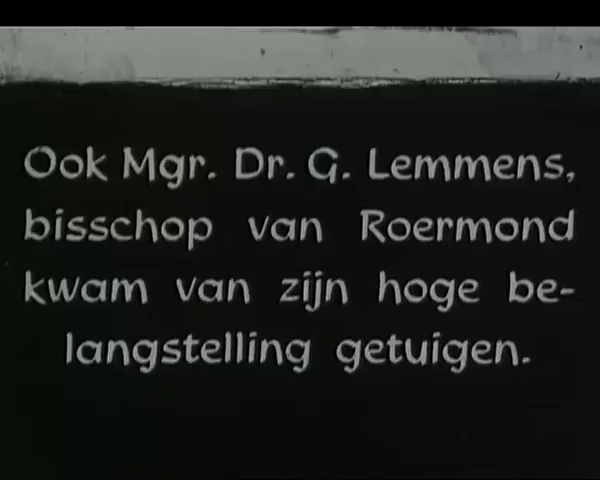 Ook Mgr. Dr. G. Lemmens,
bisschop van Roermond
kwam van zijn hoge be-
langstelling getuigen.